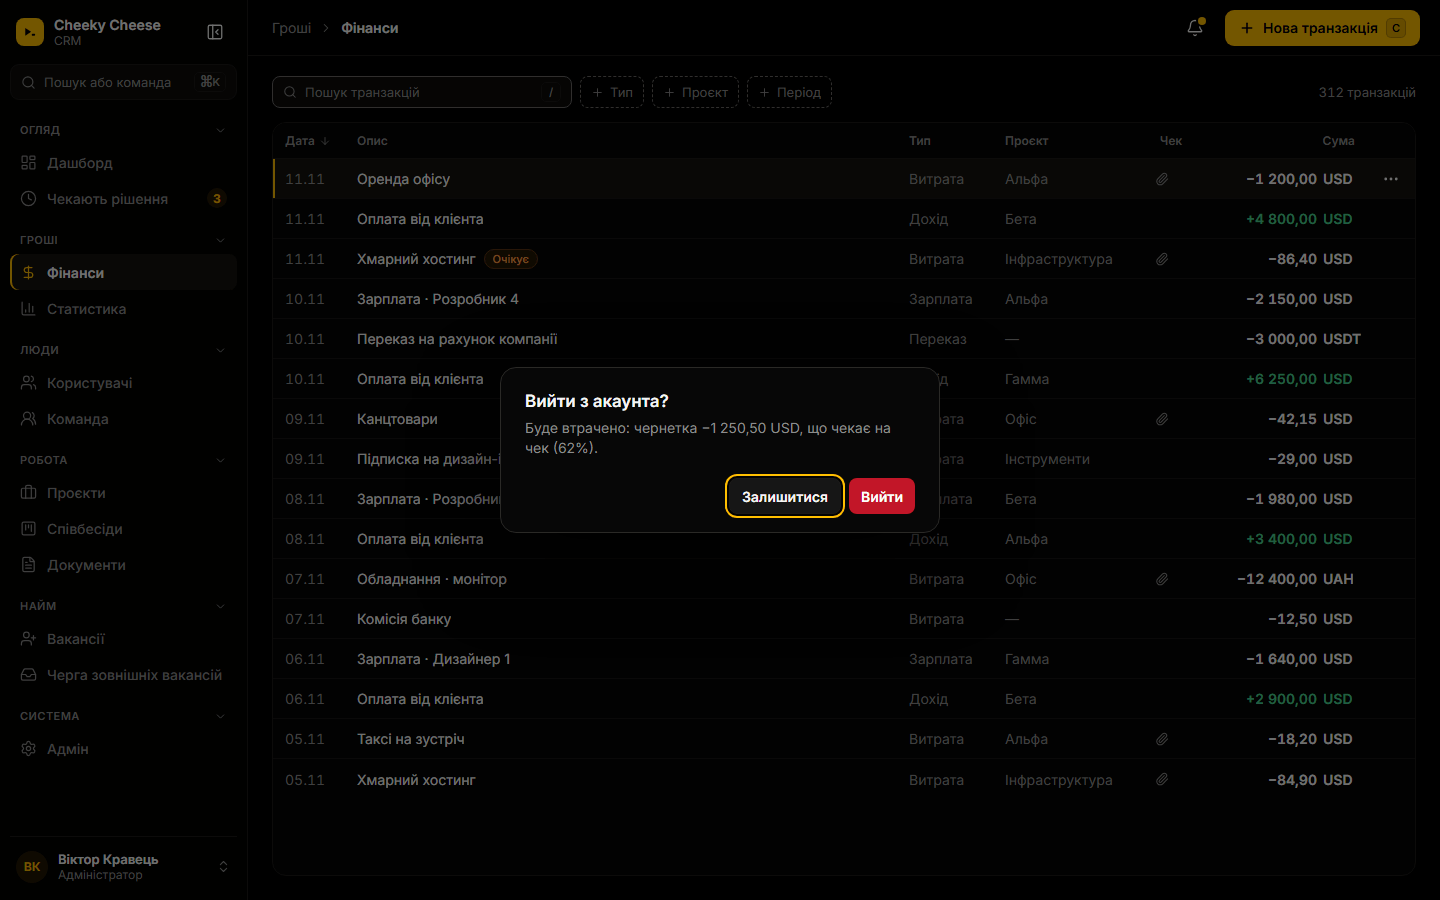 Cheeky Cheese
CRM
Гроші
Фінанси
Нова транзакція C
Пошук або команда ⌘K
Пошук транзакцій /
+ Тип
+ Проєкт
+ Період
312 транзакцій
ОГЛЯД
Дашборд
Чекають рішення 3
ГРОШІ
Фінанси
Статистика
ЛЮДИ
Користувачі
Команда
РОБОТА
Проєкти
Співбесіди
Документи
НАЙМ
Вакансії
Черга зовнішніх вакансій
СИСТЕМА
Адмін
ВК
Віктор Кравець
Адміністратор
Дата ↓ Опис Тип Проєкт Чек Сума
11.11 Оренда офісу Витрата Альфа −1 200,00 USD
11.11 Оплата від клієнта Дохід Бета +4 800,00 USD
11.11 Хмарний хостинг Очікує Витрата Інфраструктура −86,40 USD
10.11 Зарплата · Розробник 4 Зарплата Альфа −2 150,00 USD
10.11 Переказ на рахунок компанії Переказ — −3 000,00 USDT
10.11 Оплата від клієнта Гамма +6 250,00 USD
09.11 Канцтовари Офіс −42,15 USD
09.11 Підписка на Інструменти −29,00 USD
08.11 Зарплата · Бета −1 980,00 USD
08.11 Оплата від клієнта Дохід Альфа +3 400,00 USD
07.11 Обладнання · монітор Витрата Офіс −12 400,00 UAH
07.11 Комісія банку Витрата — −12,50 USD
06.11 Зарплата · Дизайнер 1 Зарплата Гамма −1 640,00 USD
06.11 Оплата від клієнта Дохід Бета +2 900,00 USD
05.11 Таксі на зустріч Витрата Альфа −18,20 USD
05.11 Хмарний хостинг Витрата Інфраструктура −84,90 USD
Вийти з акаунта?
Буде втрачено: чернетка −1 250,50 USD, що чекає на
чек (62%).
Залишитися
Вийти